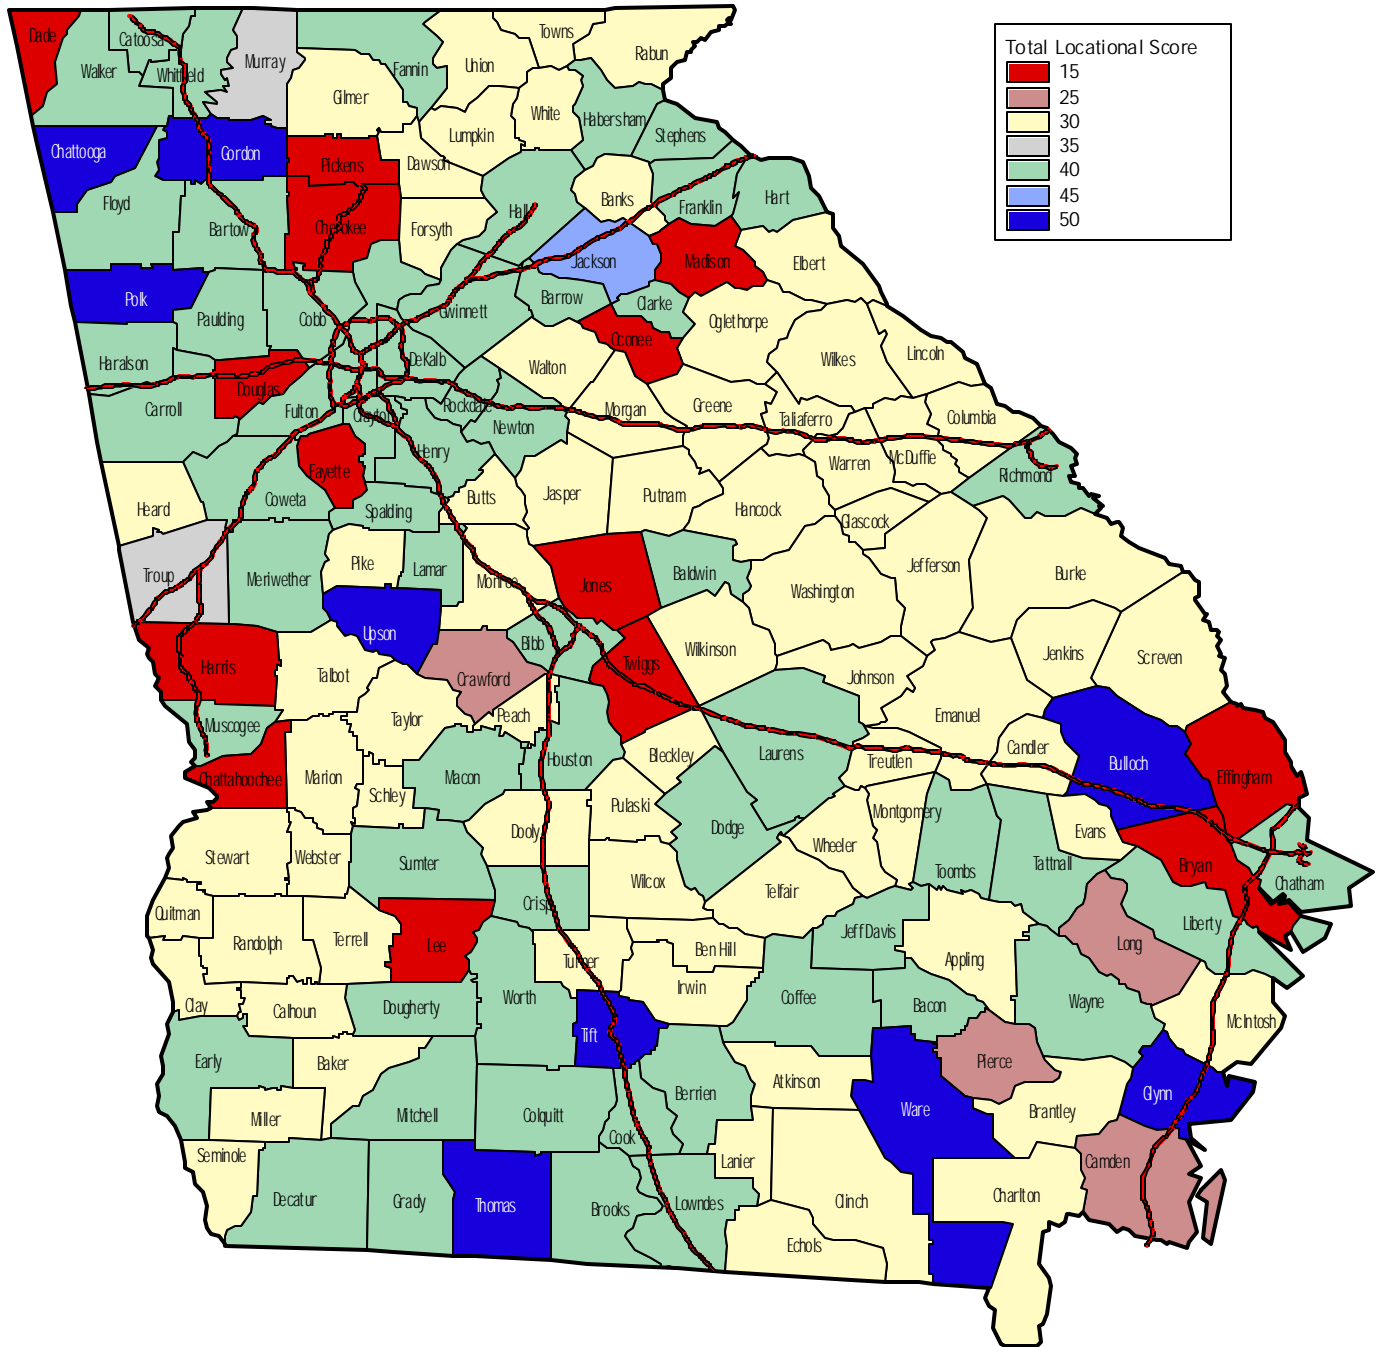 Total Locational Score
15
25
30
35
40
45
50
Dade
Catoosa
Walker
Whitfield
Murray
Fannin
Union
Towns
Rabun
Gilmer
White
Habersham
Stephens
Lumpkin
Chattooga
Gordon
Pickens
Dawson
Floyd
Bartow
Cherokee
Forsyth
Hall
Banks
Franklin
Hart
Jackson
Madison
Elbert
Polk
Paulding
Cobb
Gwinnett
Barrow
Clarke
Oglethorpe
Oconee
Haralson
Douglas
DeKalb
Walton
Wilkes
Lincoln
Carroll
Fulton
Clayton
Rockdale
Newton
Morgan
Greene
Taliaferro
Columbia
Henry
Fayette
Warren
McDuffie
Richmond
Heard
Coweta
Spalding
Butts
Jasper
Putnam
Hancock
Glascock
Troup
Meriwether
Pike
Lamar
Monroe
Jones
Baldwin
Washington
Jefferson
Burke
Upson
Bibb
Twiggs
Wilkinson
Jenkins
Screven
Harris
Talbot
Crawford
Johnson
Muscogee
Taylor
Peach
Emanuel
Chattahoochee
Marion
Macon
Houston
Bleckley
Laurens
Treutlen
Candler
Bulloch
Effingham
Schley
Dooly
Pulaski
Dodge
Montgomery
Evans
Stewart
Webster
Sumter
Wheeler
Toombs
Tattnall
Bryan
Chatham
Quitman
Crisp
Wilcox
Telfair
Liberty
Randolph
Terrell
Lee
Turner
Ben Hill
Jeff Davis
Appling
Long
Clay
Calhoun
Dougherty
Worth
Irwin
Coffee
Bacon
Wayne
McIntosh
Early
Baker
Tift
Pierce
Miller
Mitchell
Colquitt
Berrien
Atkinson
Ware
Brantley
Glynn
Seminole
Cook
Lanier
Camden
Decatur
Grady
Thomas
Brooks
Lowndes
Clinch
Charlton
Echols